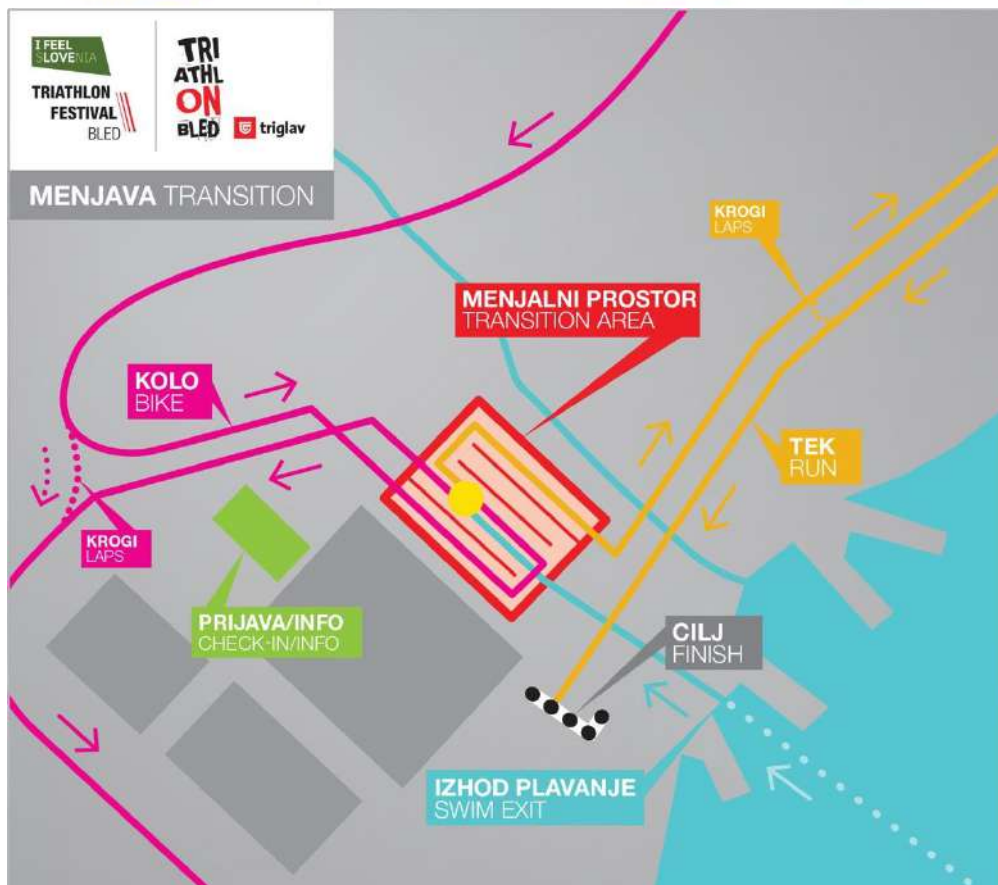 I FEEL
SLOVENIA
TRIATHLON
FESTIVAL
BLED
TRI
ATHL
ON
BLED
triglav
MENJAVA TRANSITION
KROGI
LAPS
MENJALNI PROSTOR
TRANSITION AREA
KOLO
BIKE
TEK
RUN
KROGI
LAPS
PRIJAVA/INFO
CHECK-IN/INFO
CILJ
FINISH
IZHOD PLAVANJE
SWIM EXIT